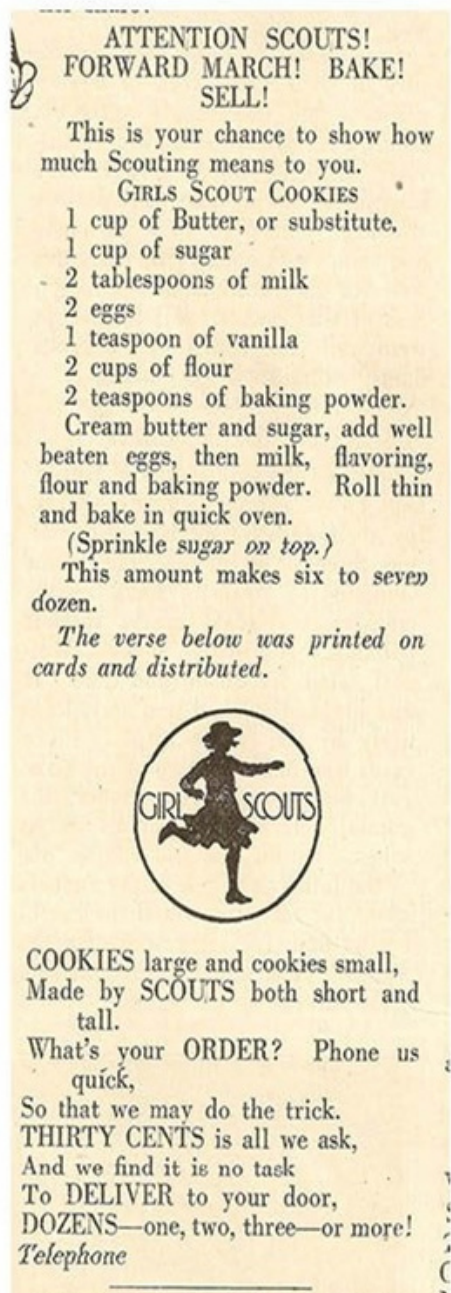 ATTENTION SCOUTS!
FORWARD MARCH! BAKE!
SELL!
This is your chance to show how
much Scouting means to you.
GIRLS SCOUT COOKIES
1 cup of Butter, or substitute.
1 cup of sugar
2 tablespoons of milk
2 eggs
1 teaspoon of vanilla
2 cups of flour
2 teaspoons of baking powder.
Cream butter and sugar, add well
beaten eggs, then milk, flavoring,
flour and baking powder. Roll thin
and bake in quick oven.
(Sprinkle sugar on top.)
This amount makes six to seven
dozen.
The verse below was printed on
cards and distributed.
GIRL SCOUTS
COOKIES large and cookies small,
Made by SCOUTS both short and
tall.
What's your ORDER? Phone us
quick,
So that we may do the trick.
THIRTY CENTS is all we ask,
And we find it is no task
To DELIVER to your door,
DOZENS—one, two, three—or more!
Telephone